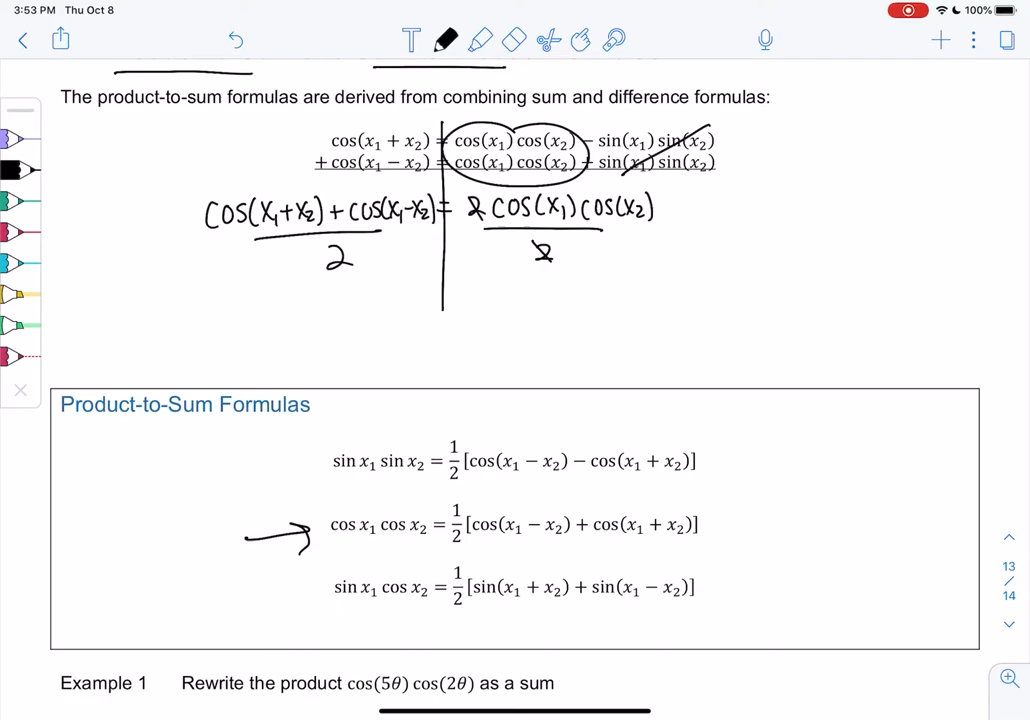 3:53 PM Thu Oct 8 100%
The product-to-sum formulas are derived from combining sum and difference formulas:
cos(x₁ + x₂) = cos(x₁) cos(x₂) − sin(x₁) sin(x₂)
+ cos(x₁ − x₂) = cos(x₁) cos(x₂) + sin(x₁) sin(x₂)
cos(x₁+x₂) + cos(x₁-x₂) = 2 cos(x₁) cos(x₂)
2 2
Product-to-Sum Formulas
sin x₁ sin x₂ = 1/2 [cos(x₁ − x₂) − cos(x₁ + x₂)]
cos x₁ cos x₂ = 1/2 [cos(x₁ − x₂) + cos(x₁ + x₂)]
sin x₁ cos x₂ = 1/2 [sin(x₁ + x₂) + sin(x₁ − x₂)]
13
/
14
Example 1 Rewrite the product cos(5θ) cos(2θ) as a sum